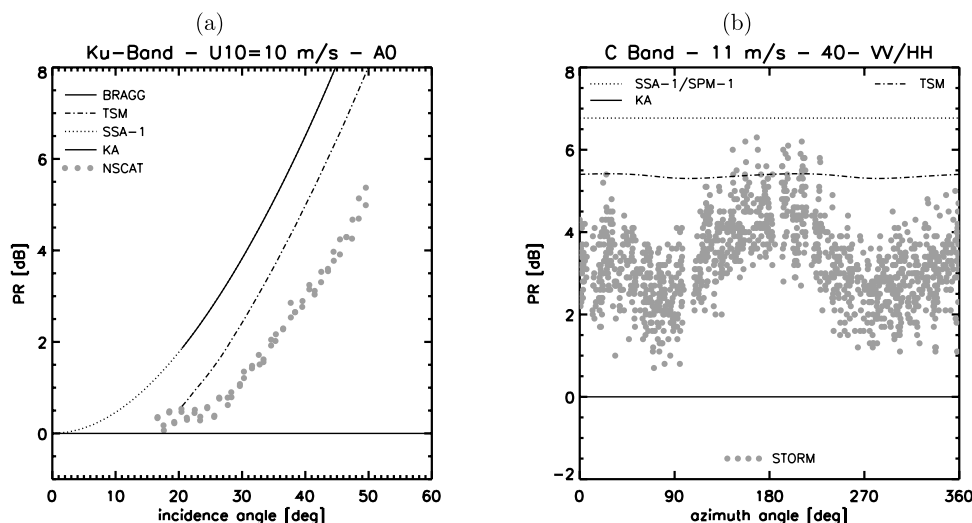 (a)
Ku-Band - U10=10 m/s - A0
8
6
4
2
0
PR [dB]
BRAGG
TSM
SSA-1
KA
NSCAT
0 10 20 30 40 50 60
incidence angle [deg]
(b)
C Band - 11 m/s - 40- VV/HH
8
6
4
2
0
-2
PR [dB]
SSA-1/SPM-1
KA
TSM
STORM
0 90 180 270 360
azimuth angle [deg]